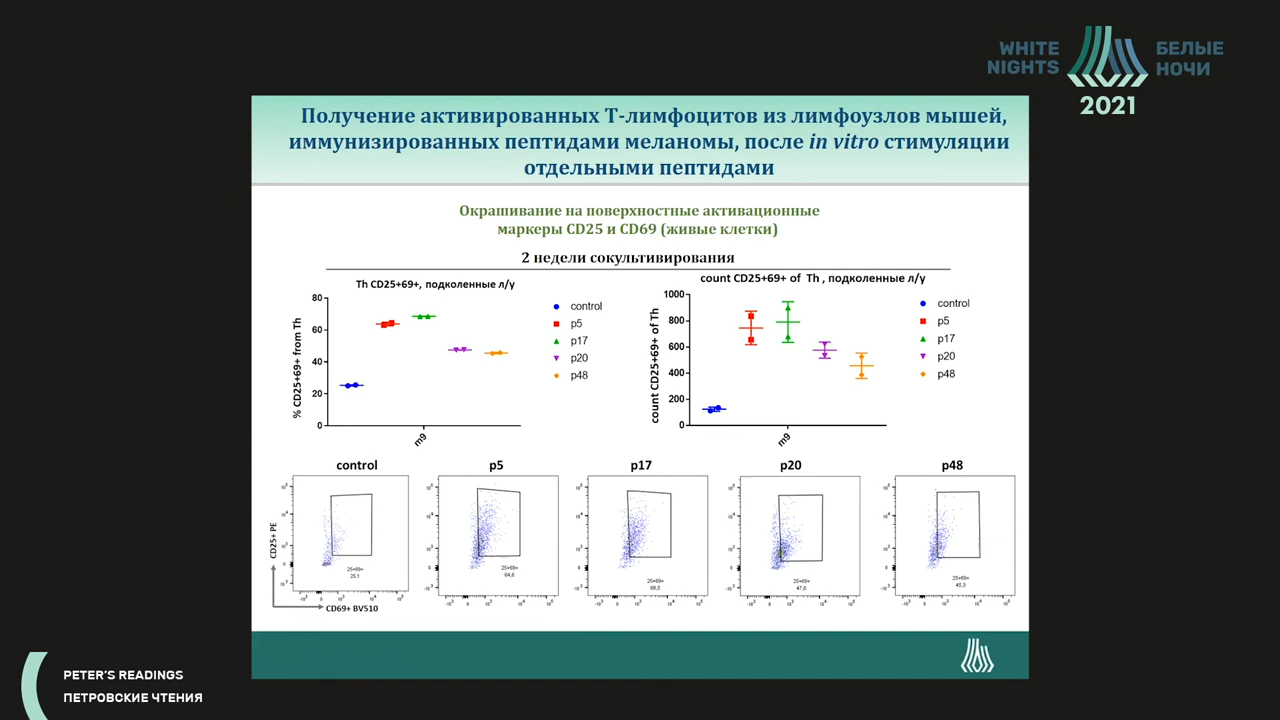 WHITE NIGHTS
БЕЛЫЕ НОЧИ
2021
Получение активированных Т-лимфоцитов из лимфоузлов мышей,
иммунизированных пептидами меланомы, после in vitro стимуляции
отдельными пептидами
Окрашивание на поверхностные активационные
маркеры CD25 и CD69 (живые клетки)
2 недели сокультивирования
Th CD25+69+, подколенные л/у
% CD25+69+ from Th
80
60
40
20
0
m9
control
p5
p17
p20
p48
count CD25+69+ of Th , подколенные л/у
count CD25+69+ of Th
1000
800
600
400
200
0
m9
control
p5
p17
p20
p48
control
p5
p17
p20
p48
CD25+ PE
CD69+ BV510
25+69+
25,1
25+69+
64,6
25+69+
68,5
25+69+
47,6
25+69+
45,3
PETER'S READINGS
ПЕТРОВСКИЕ ЧТЕНИЯ